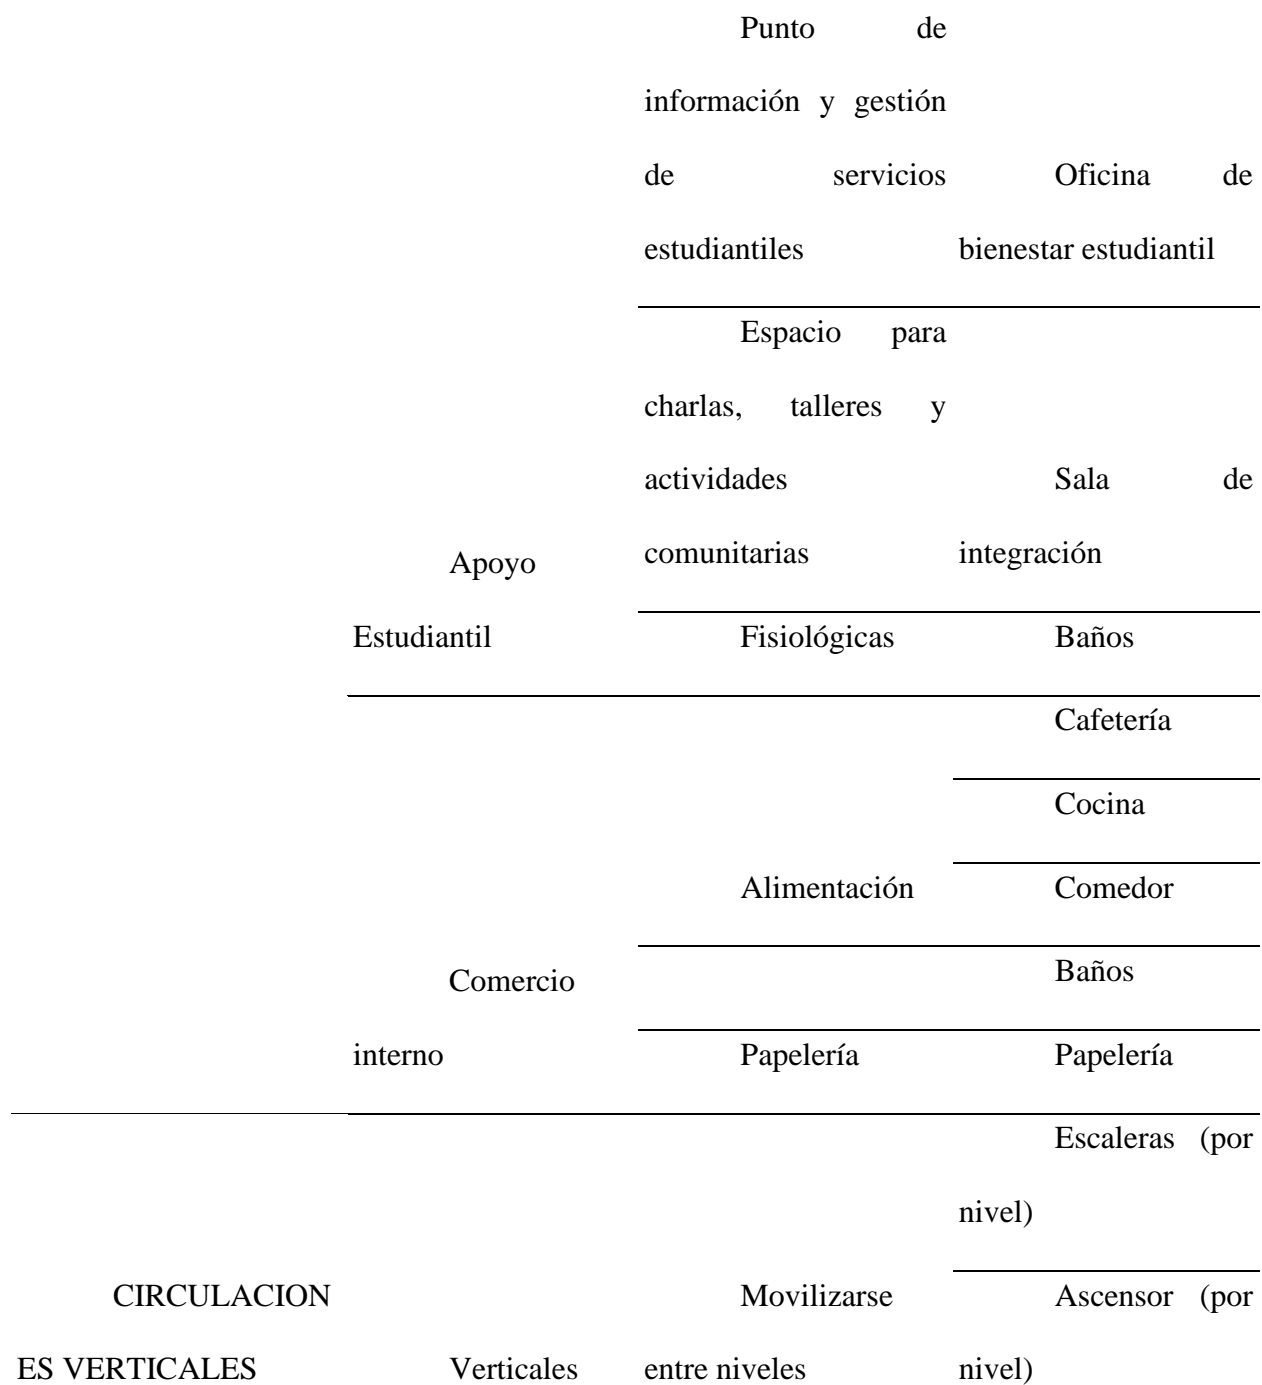 Punto de
información y gestión
de servicios
estudiantiles
Oficina de
bienestar estudiantil
Espacio para
charlas, talleres y
actividades
comunitarias
Sala de
integración
Apoyo
Estudiantil
Fisiológicas
Baños
Cafetería
Cocina
Alimentación
Comedor
Comercio
interno
Baños
Papelería
Papelería
Escaleras (por
nivel)
CIRCULACION
ES VERTICALES
Verticales
Movilizarse
entre niveles
Ascensor (por
nivel)